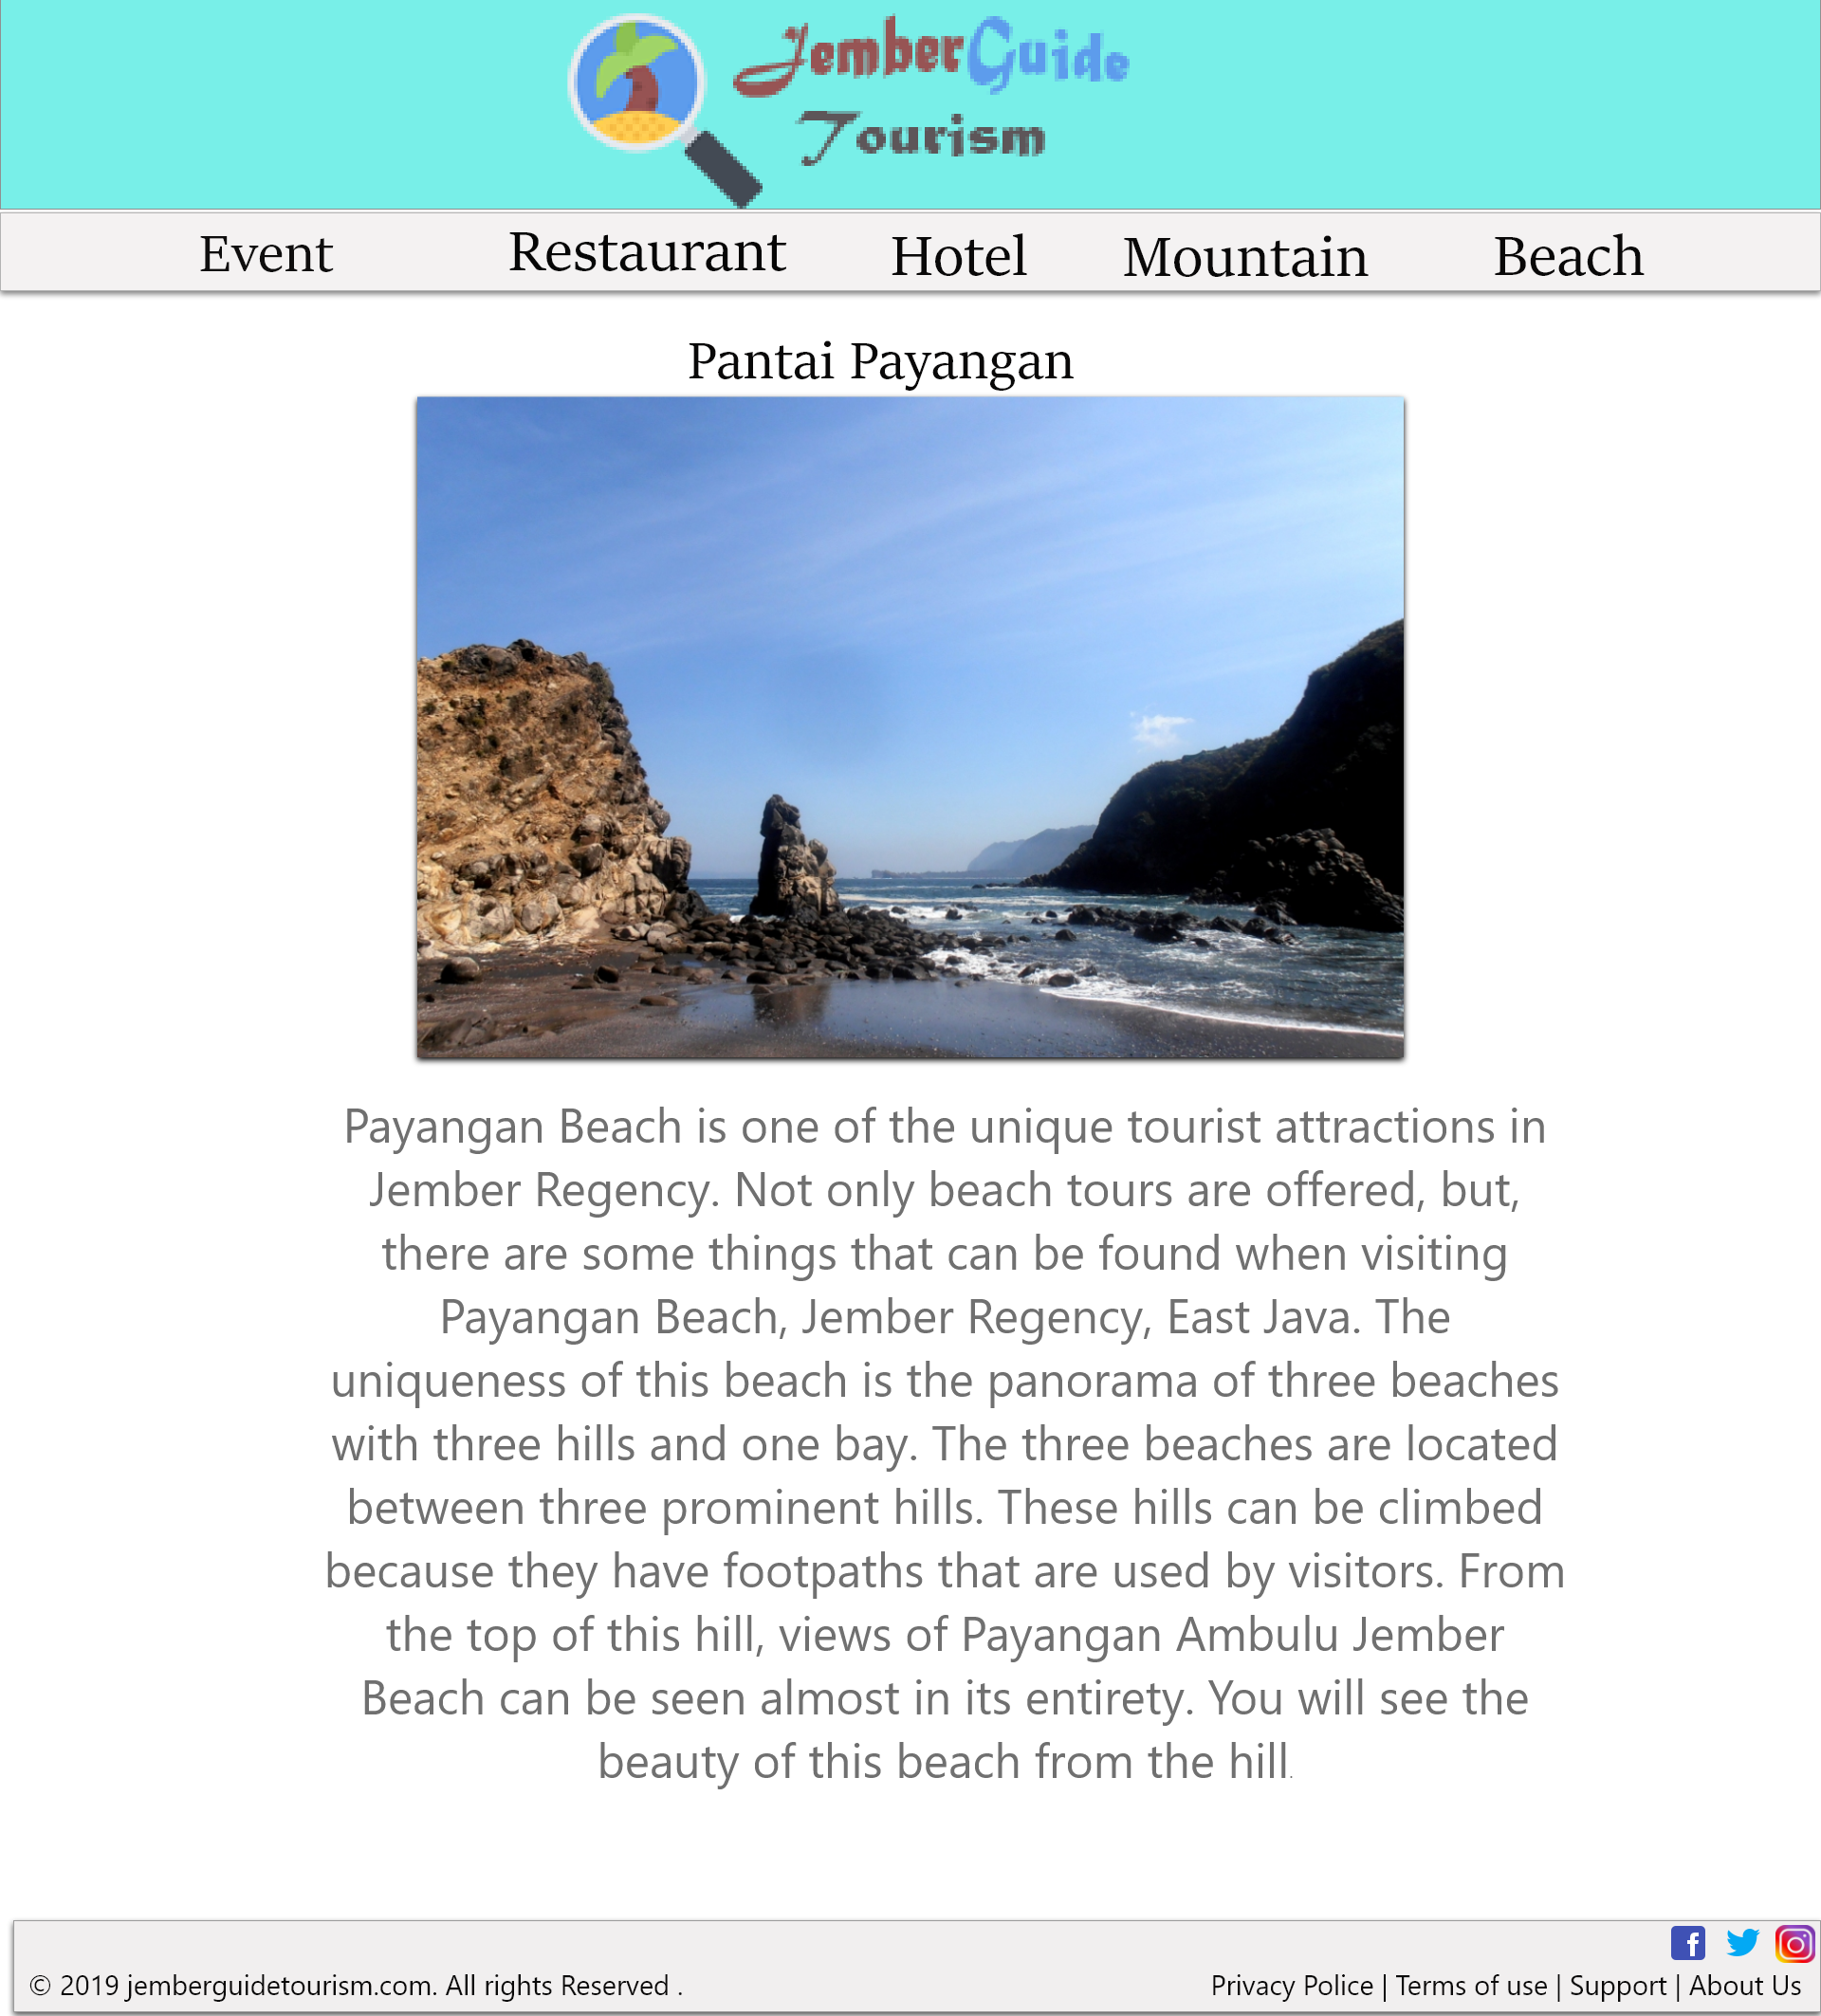 JemberGuide
Tourism
Event Restaurant Hotel Mountain Beach
Pantai Payangan
Payangan Beach is one of the unique tourist attractions in
Jember Regency. Not only beach tours are offered, but,
there are some things that can be found when visiting
Payangan Beach, Jember Regency, East Java. The
uniqueness of this beach is the panorama of three beaches
with three hills and one bay. The three beaches are located
between three prominent hills. These hills can be climbed
because they have footpaths that are used by visitors. From
the top of this hill, views of Payangan Ambulu Jember
Beach can be seen almost in its entirety. You will see the
beauty of this beach from the hill.
© 2019 jemberguidetourism.com. All rights Reserved .
Privacy Police | Terms of use | Support | About Us